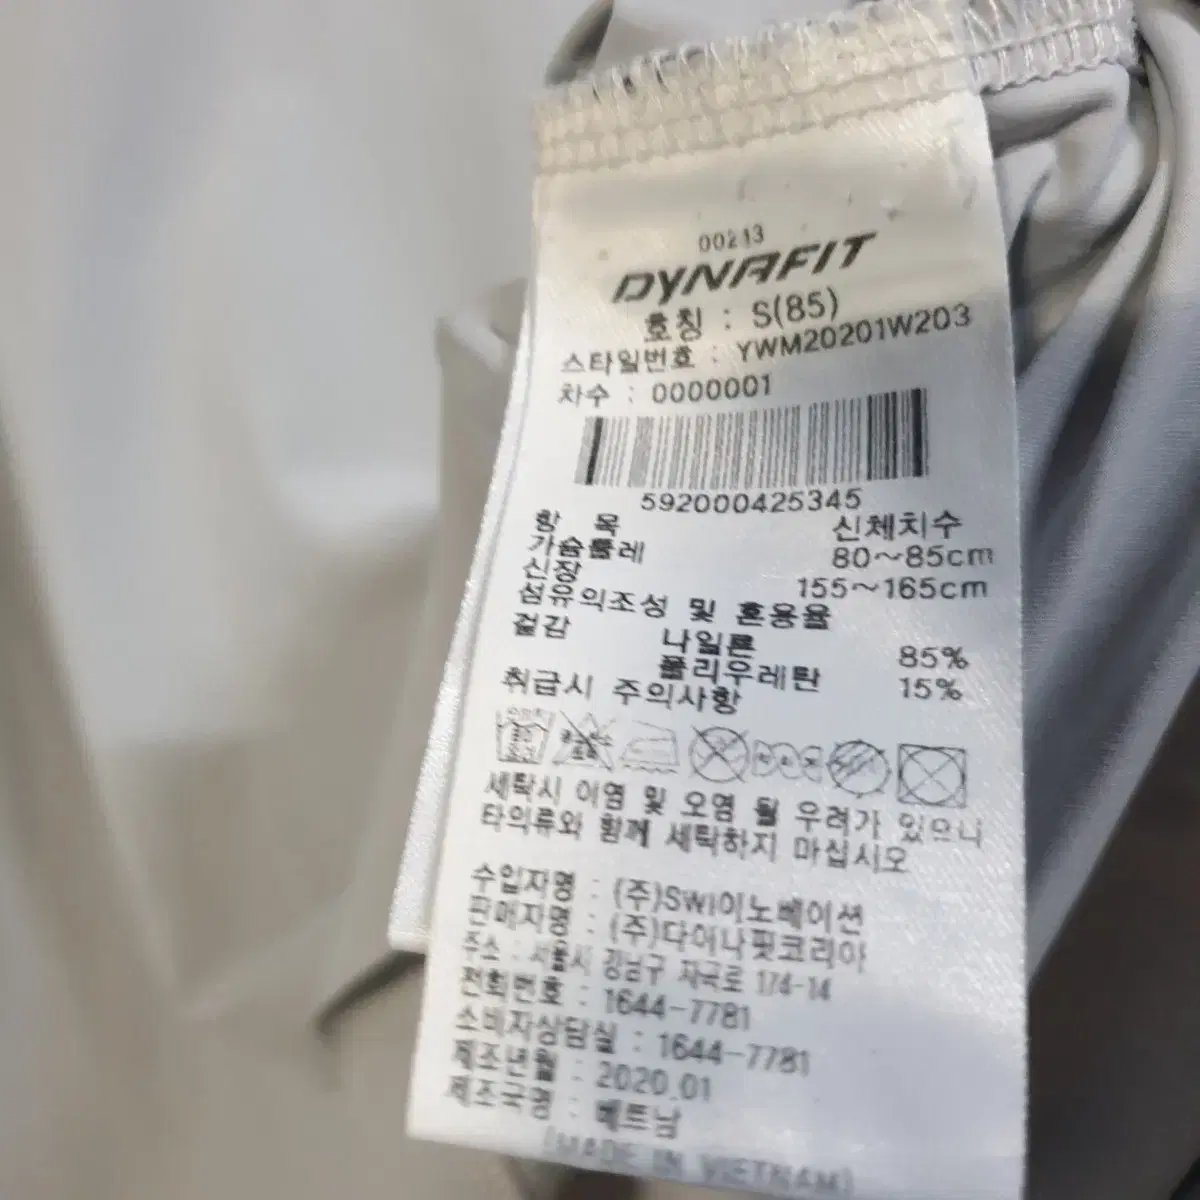 00213
DYNAFIT
호칭 : S(85)
스타일번호 : YWM20201W203
차수 : 0000001
592000425345
항 목 신체치수
가슴둘레 80~85cm
신장 155~165cm
섬유의조성 및 혼용율
겉감 나일론 85%
폴리우레탄 15%
취급시 주의사항
세탁시 이염 및 오염 될 우려가 있으니
타의류와 함께 세탁하지 마십시오
수입자명 : (주)SWI이노베이션
판매자명 : (주)다이나핏코리아
주소 : 서울시 강남구 자곡로 174-14
전화번호 : 1644-7781
소비자상담실 : 1644-7781
제조년월 : 2020.01
제조국명 : 베트남
(MADE IN VIETNAM)